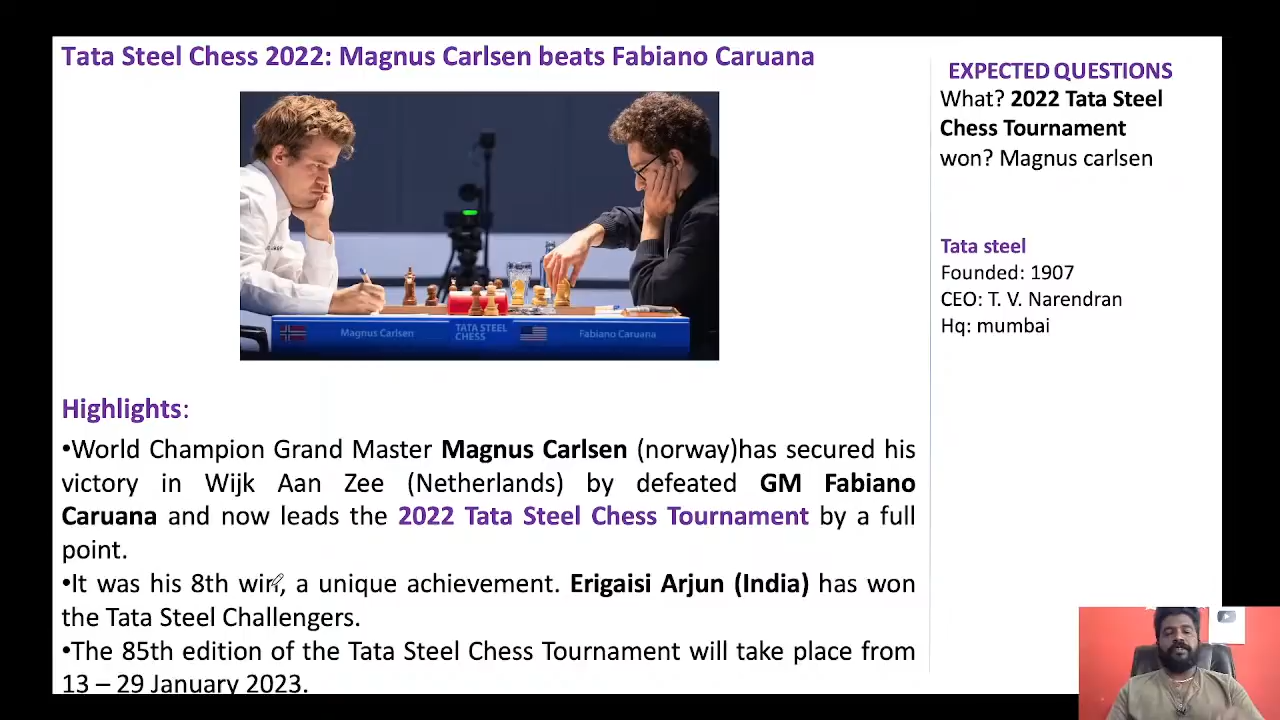 Tata Steel Chess 2022: Magnus Carlsen beats Fabiano Caruana
Magnus Carlsen
TATA STEEL
CHESS
Fabiano Caruana
Highlights:
•World Champion Grand Master Magnus Carlsen (norway)has secured his
victory in Wijk Aan Zee (Netherlands) by defeated GM Fabiano
Caruana and now leads the 2022 Tata Steel Chess Tournament by a full
point.
•It was his 8th win, a unique achievement. Erigaisi Arjun (India) has won
the Tata Steel Challengers.
•The 85th edition of the Tata Steel Chess Tournament will take place from
13 – 29 January 2023.
EXPECTED QUESTIONS
What? 2022 Tata Steel
Chess Tournament
won? Magnus carlsen
Tata steel
Founded: 1907
CEO: T. V. Narendran
Hq: mumbai